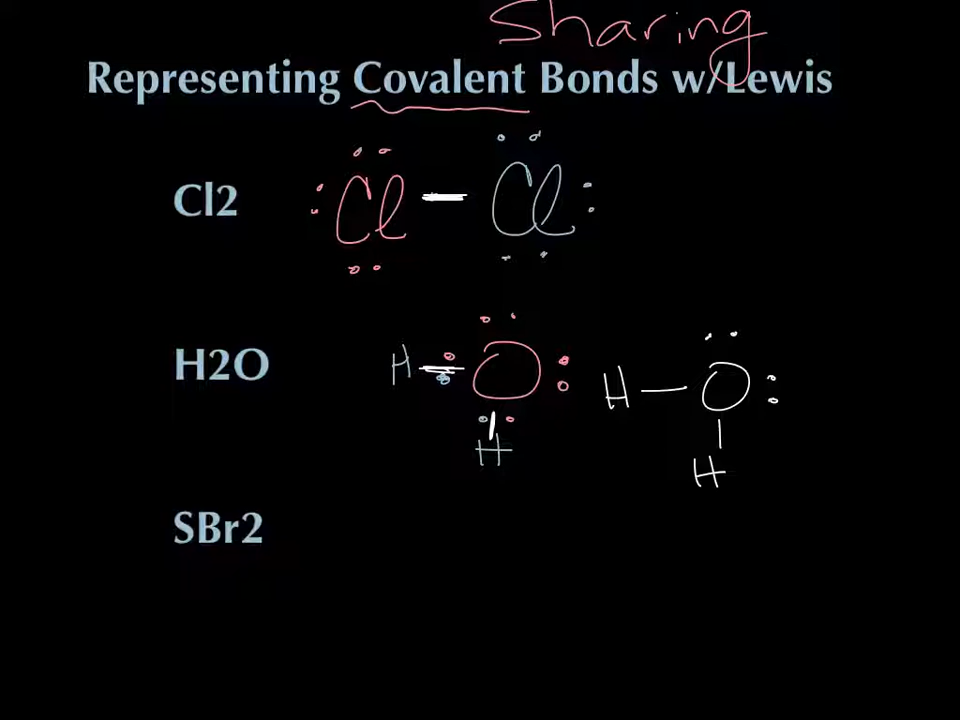 Sharing
Representing Covalent Bonds w/Lewis
Cl2 Cl – Cl
H2O H O H O
H H
SBr2